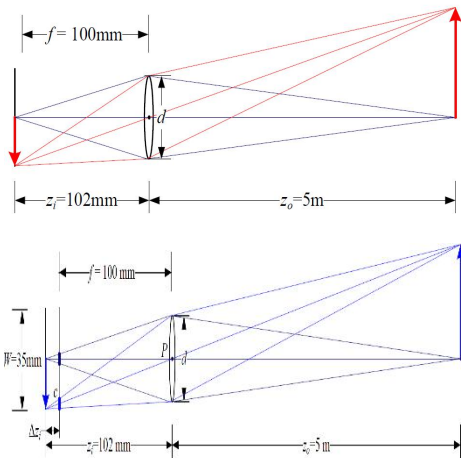 f = 100mm
d
z_i=102mm
z_o=5m
f = 100 mm
W=35mm
P
d
c
Δz_i
z_i=102 mm
z_o=5 m